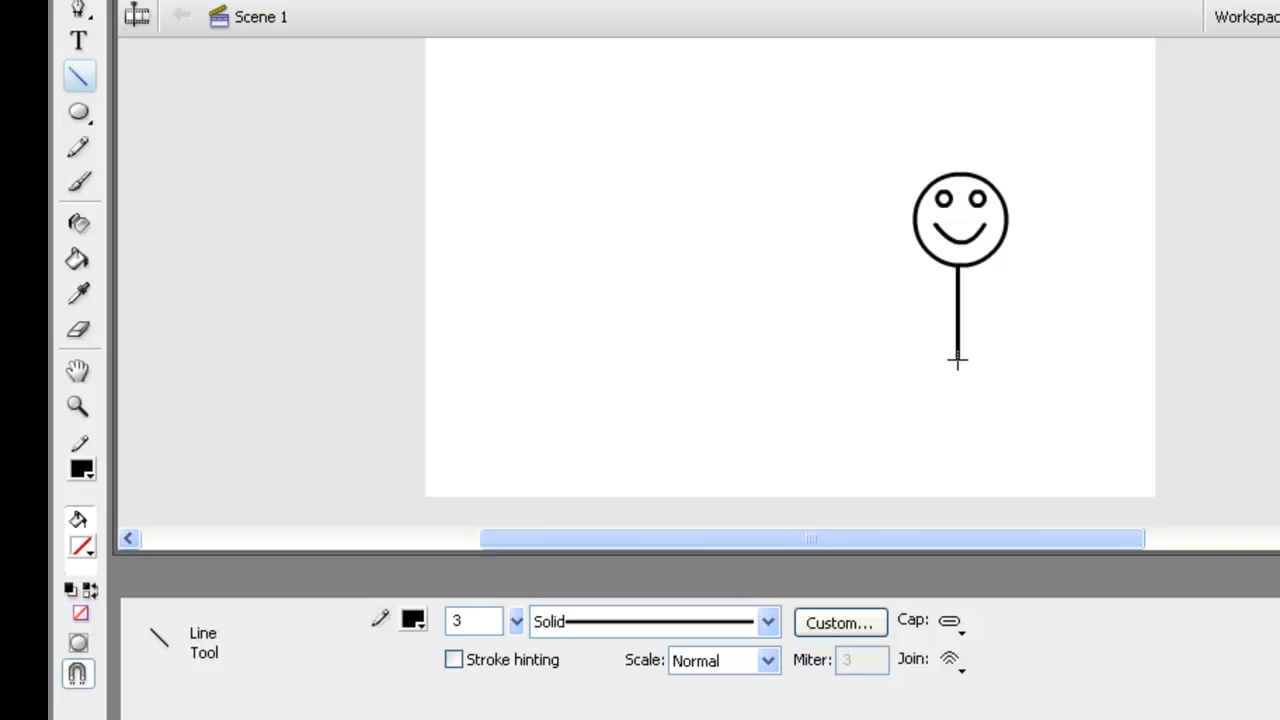 Scene 1
Workspac
T
Line
Tool
3
Solid
Custom...
Cap:
Stroke hinting
Scale:
Normal
Miter:
3
Join: